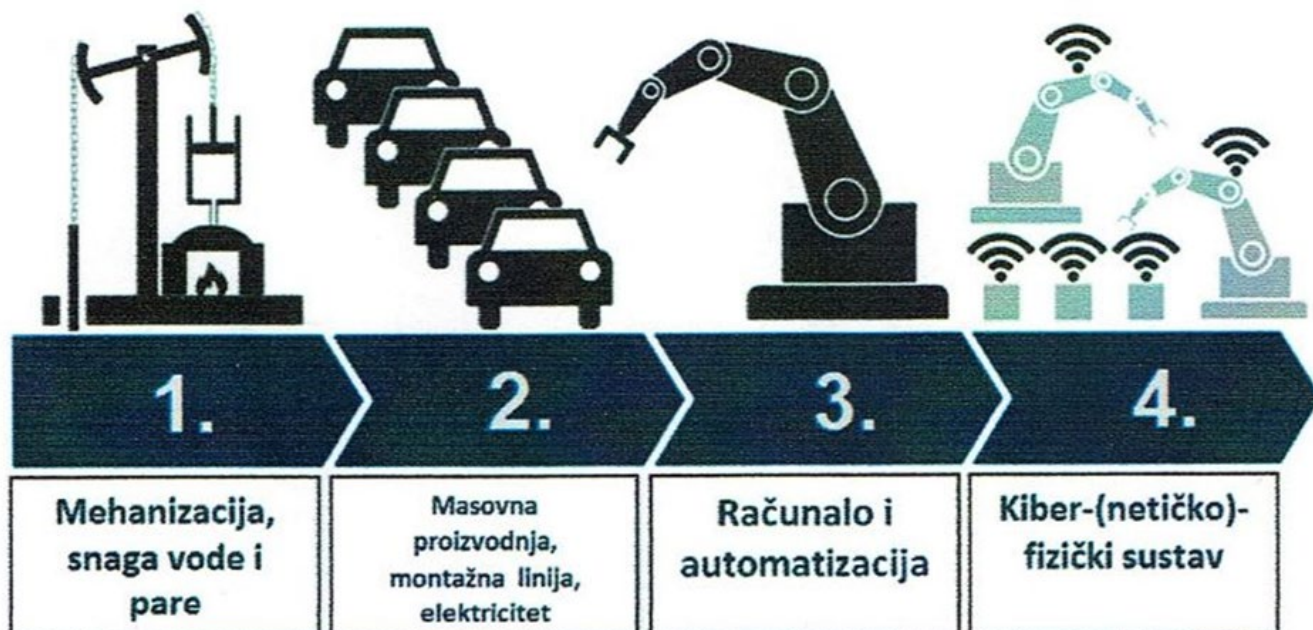 1.
2.
3.
4.
Mehanizacija,
snaga vode i
pare
Masovna
proizvodnja,
montažna linija,
elektricitet
Računalo i
automatizacija
Kiber-(netičko)-
fizički sustav